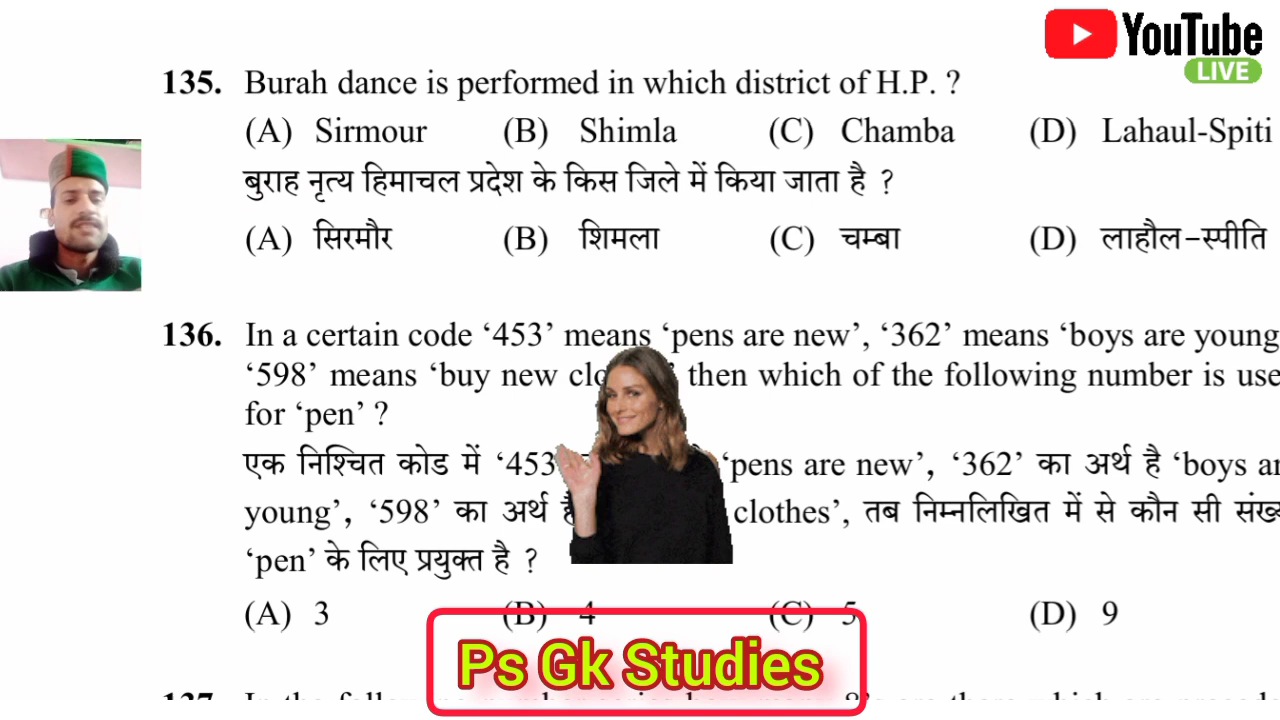 YouTube
LIVE
135. Burah dance is performed in which district of H.P. ?
(A) Sirmour (B) Shimla (C) Chamba (D) Lahaul-Spiti
बुराह नृत्य हिमाचल प्रदेश के किस जिले में किया जाता है ?
(A) सिरमौर (B) शिमला (C) चम्बा (D) लाहौल-स्पीति
136. In a certain code ‘453’ means ‘pens are new’, ‘362’ means ‘boys are young
‘598’ means ‘buy new then which of the following number is
for ‘pen’ ?
एक निश्चित कोड में ‘453 ‘pens are new’, ‘362’ का अर्थ है ‘boys
young’, ‘598’ का अर्थ clothes’, तब निम्नलिखित में से कौन सी
‘pen’ के लिए प्रयुक्त है ?
(A) 3 (B) 4 (C) 5 (D) 9
Ps Gk Studies